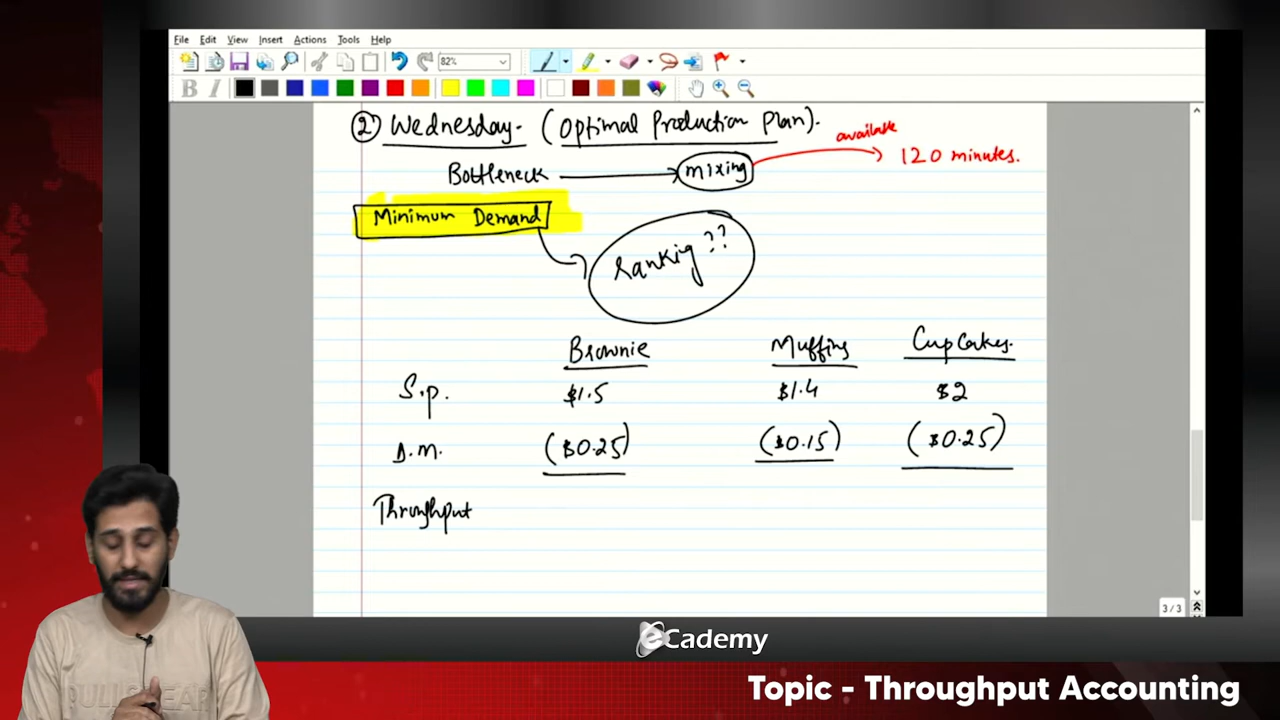 File Edit View Insert Actions Tools Help
82%
B I
② Wednesday. (Optimal Production Plan).
available
Bottleneck → mixing → 120 minutes.
Minimum Demand
Ranking ??
Brownie Muffins Cupcakes.
S.p. $1.5 $1.4 $2
D.M. ($0.25) ($0.15) ($0.25)
Throughput
3/3
eCademy
Topic - Throughput Accounting